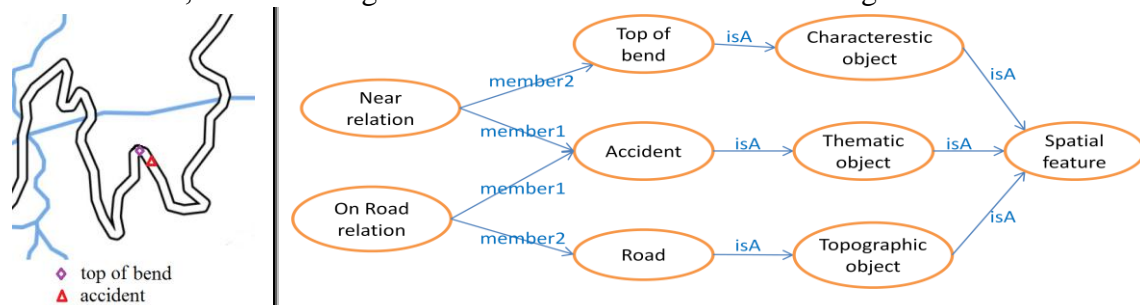 top of bend
accident
Top of
bend
isA
Characterestic
object
isA
member2
Near
relation
member1
Accident
isA
Thematic
object
isA
Spatial
feature
member1
On Road
relation
member2
isA
Road
isA
Topographic
object